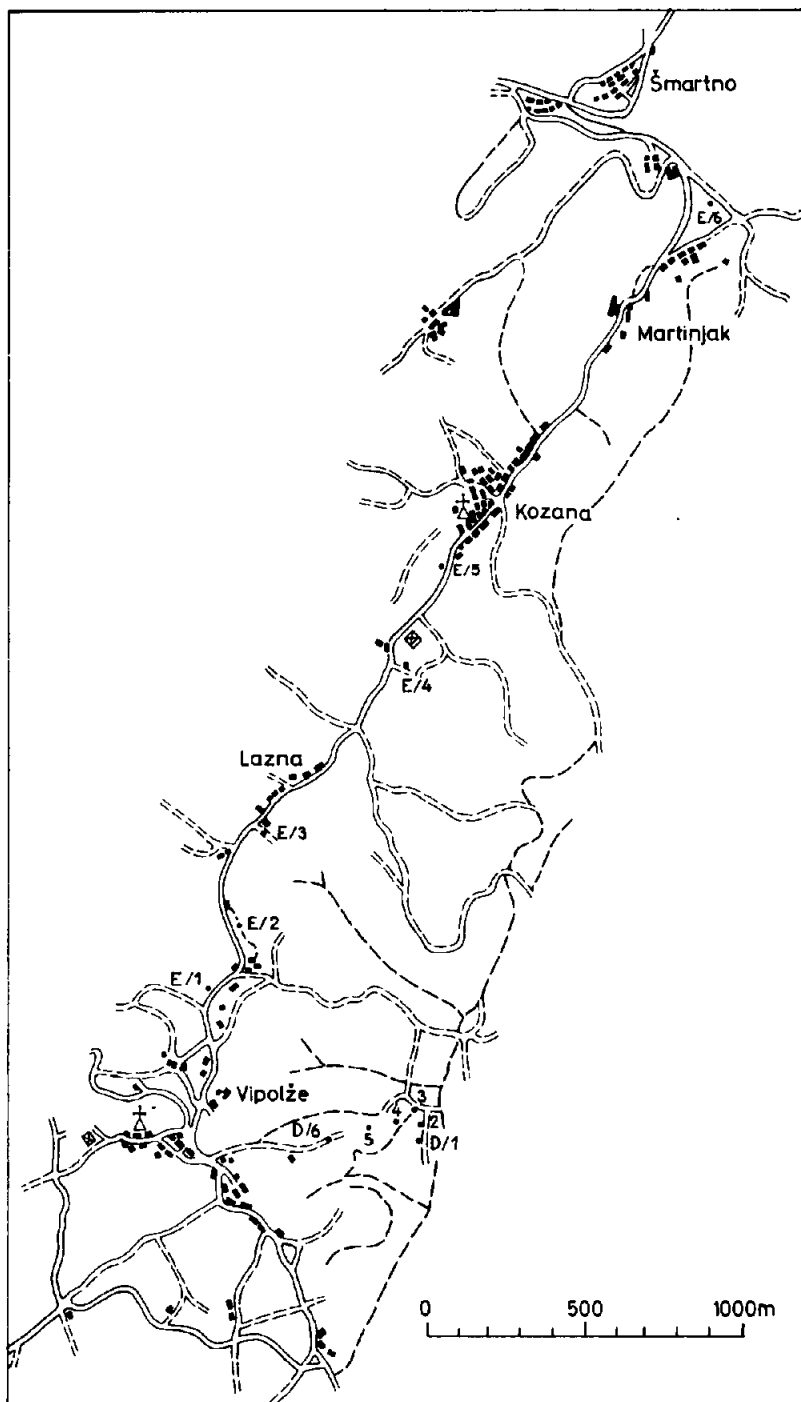 Šmartno
E/6
Martinjak
Kozana
E/5
E/4
Lazna
E/3
E/2
E/1
Vipolže
3
4
2
D/6
5
D/1
0 500 1000m